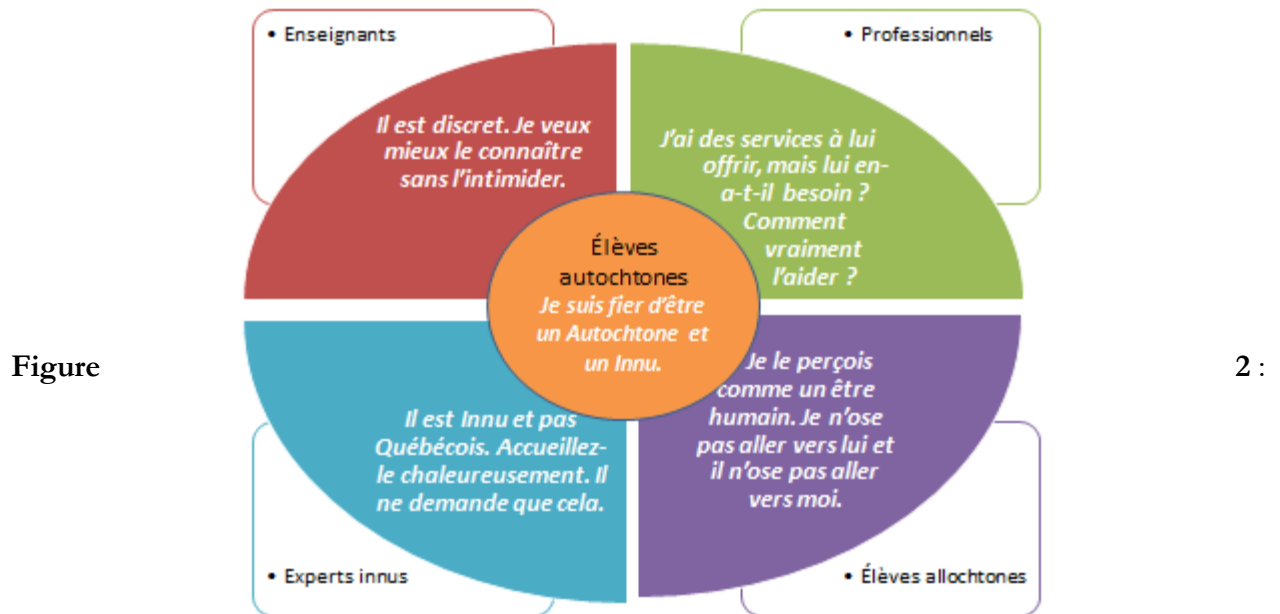 • Enseignants
Il est discret. Je veux
mieux le connaître
sans l'intimider.
• Professionnels
J'ai des services à lui
offrir, mais lui en-
a-t-il besoin ?
Comment
vraiment
l'aider ?
Élèves
autochtones
Je suis fier d'être
un Autochtone et
un Innu.
Figure 2 :
Il est Innu et pas
Québécois. Accueillez-
le chaleureusement. Il
ne demande que cela.
• Experts innus
Je le perçois
comme un être
humain. Je n'ose
pas aller vers lui et
il n'ose pas aller
vers moi.
• Élèves allochtones